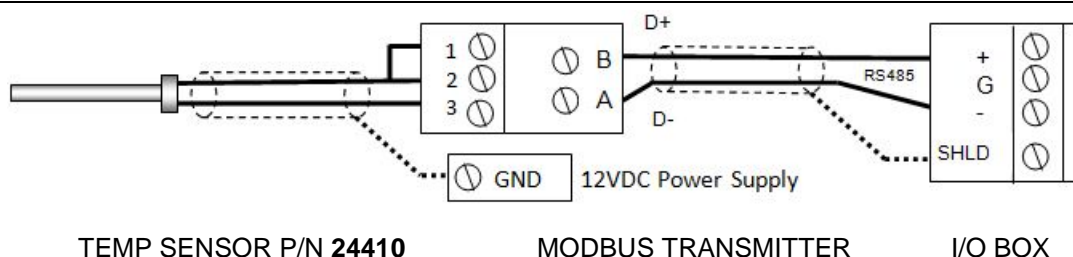 D+
1
2
3
B
A
D-
RS485
+
G
-
SHLD
GND
12VDC Power Supply
TEMP SENSOR P/N 24410
MODBUS TRANSMITTER
I/O BOX